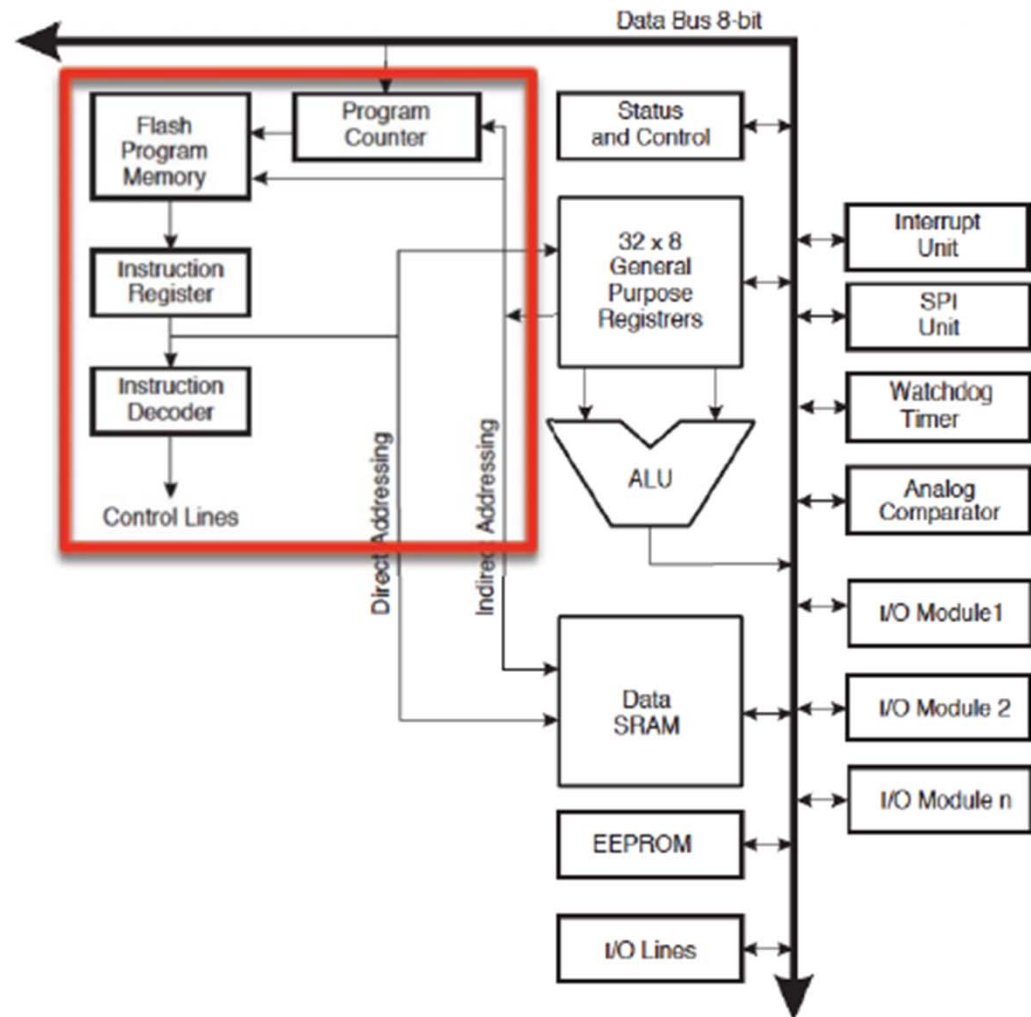 Data Bus 8-bit
Flash
Program
Memory
Program
Counter
Instruction
Register
Instruction
Decoder
Control Lines
Direct Addressing
Indirect Addressing
Status
and Control
32 x 8
General
Purpose
Registrers
ALU
Data
SRAM
EEPROM
I/O Lines
Interrupt
Unit
SPI
Unit
Watchdog
Timer
Analog
Comparator
I/O Module1
I/O Module 2
I/O Module n